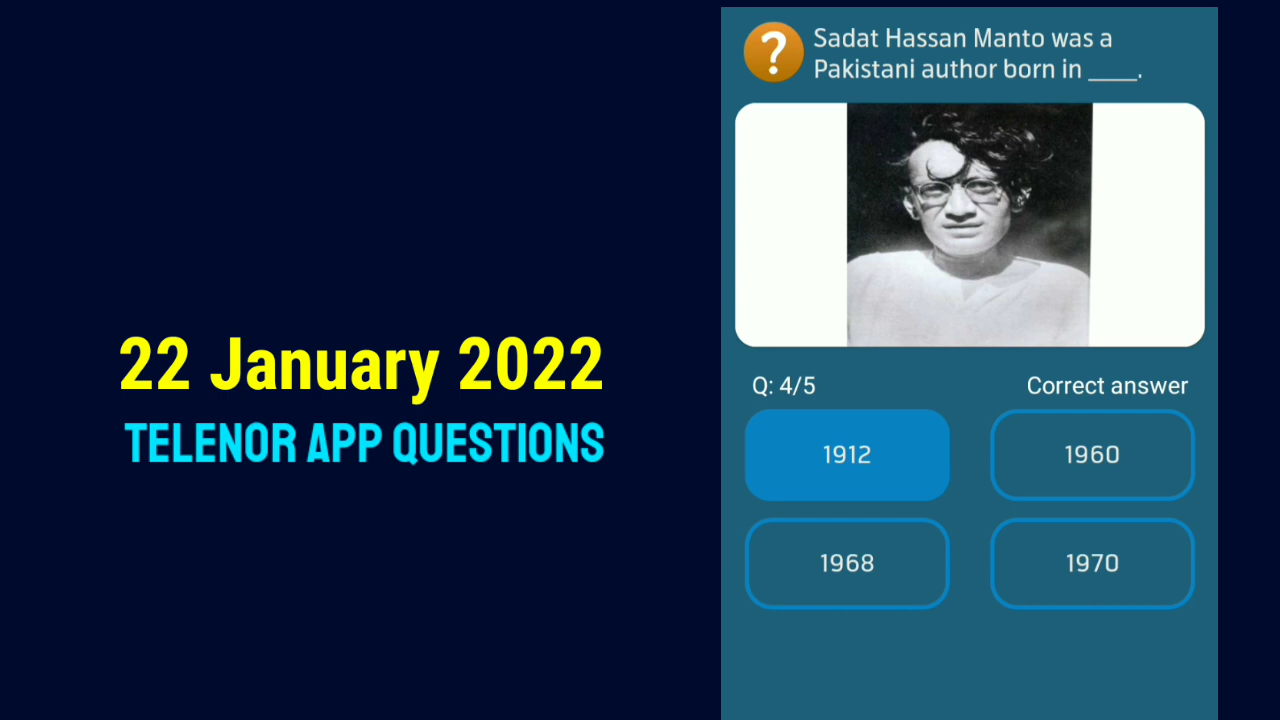 22 January 2022
TELENOR APP QUESTIONS
?
Sadat Hassan Manto was a
Pakistani author born in ____.
Q: 4/5
Correct answer
1912
1960
1968
1970